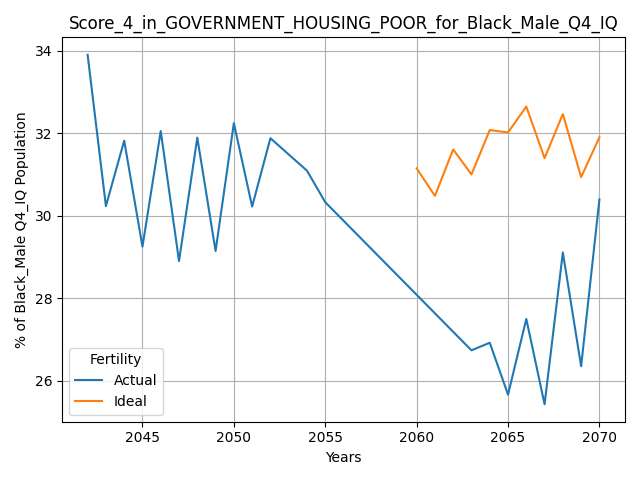 Score_4_in_GOVERNMENT_HOUSING_POOR_for_Black_Male_Q4_IQ
% of Black_Male Q4_IQ Population
34
32
30
28
26
Fertility
Actual
Ideal
2045 2050 2055 2060 2065 2070
Years